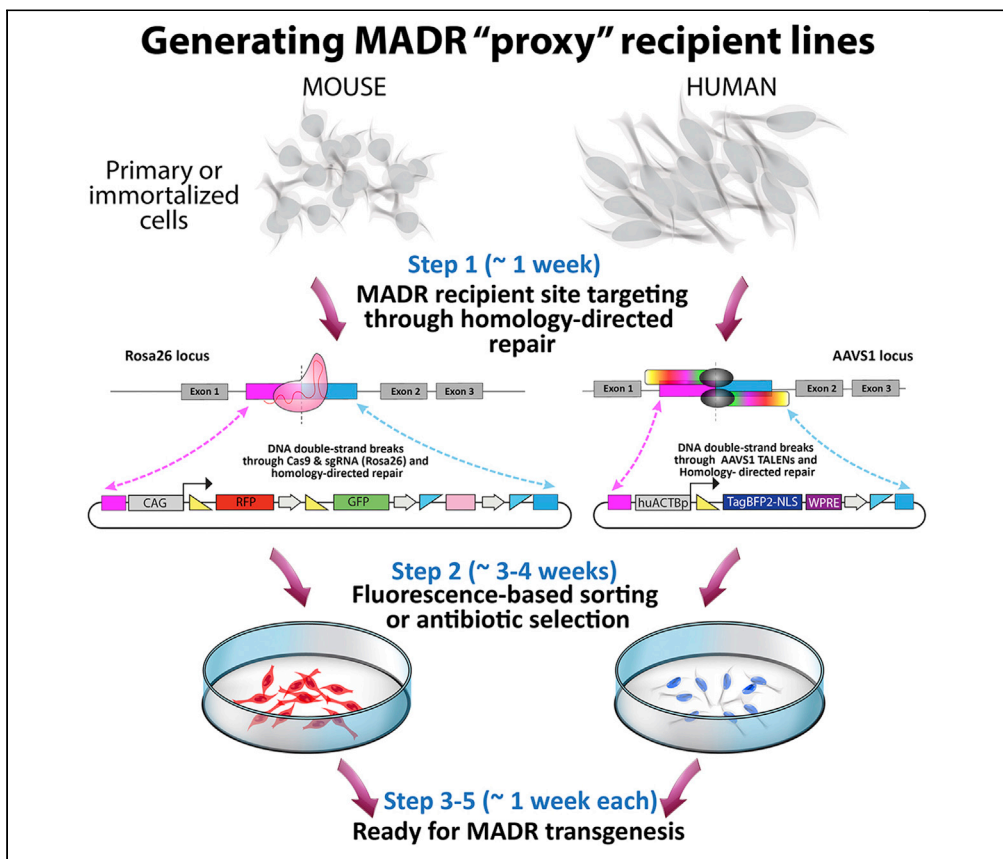 Generating MADR “proxy” recipient lines
MOUSE
HUMAN
Primary or
immortalized
cells
Step 1 (~ 1 week)
MADR recipient site targeting
through homology-directed
repair
Rosa26 locus
AAVS1 locus
Exon 1
Exon 2
Exon 3
Exon 1
Exon 2
Exon 3
DNA double-strand breaks
through Cas9 & sgRNA (Rosa26) and
homology-directed repair
DNA double-strand breaks
through AAVS1 TALENs and
Homology- directed repair
CAG
RFP
GFP
huACTBp
TagBFP2-NLS
WPRE
Step 2 (~ 3-4 weeks)
Fluorescence-based sorting
or antibiotic selection
Step 3-5 (~ 1 week each)
Ready for MADR transgenesis